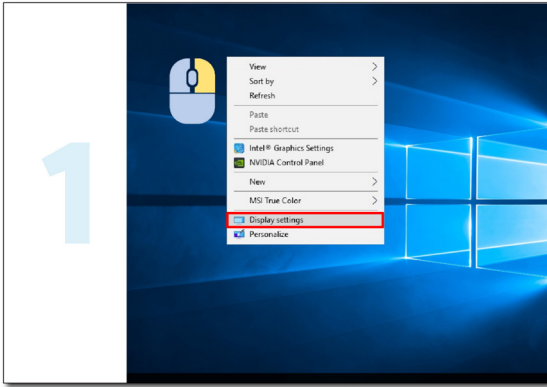 1
View
Sort by
Refresh
Paste
Paste shortcut
Intel® Graphics Settings
NVIDIA Control Panel
New
MSI True Color
Display settings
Personalize